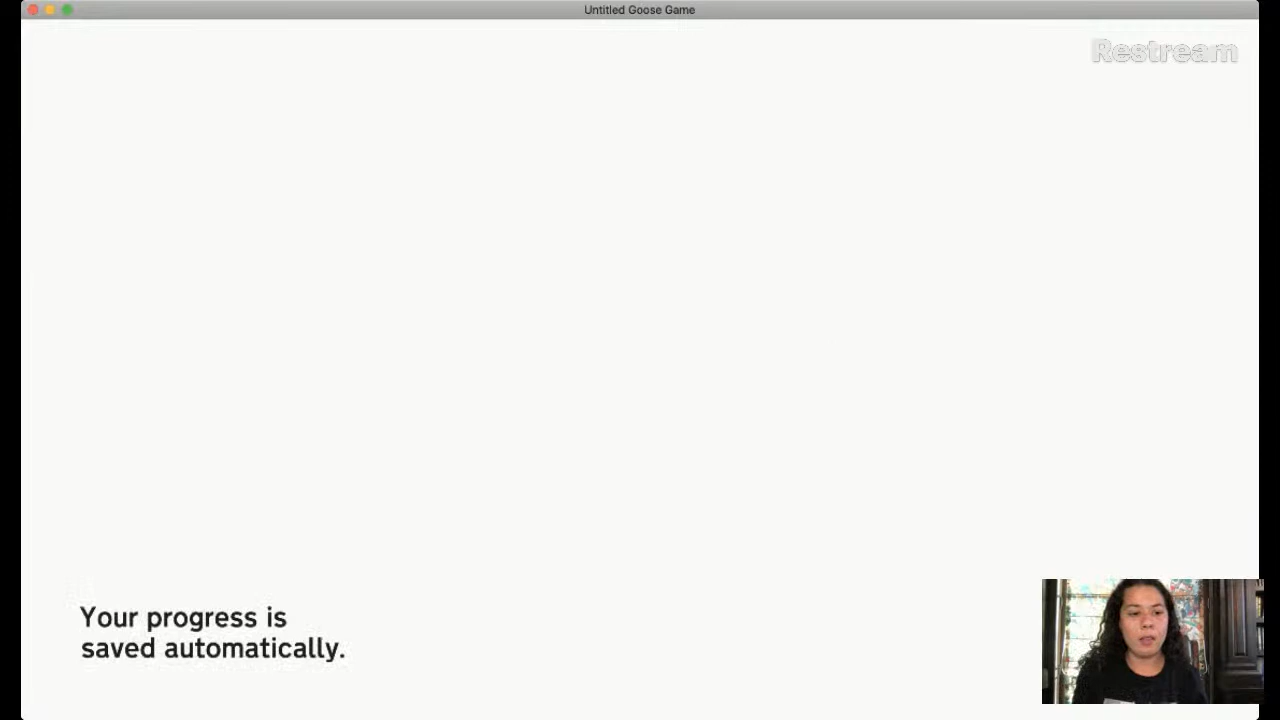 Untitled Goose Game
Restream
Your progress is
saved automatically.